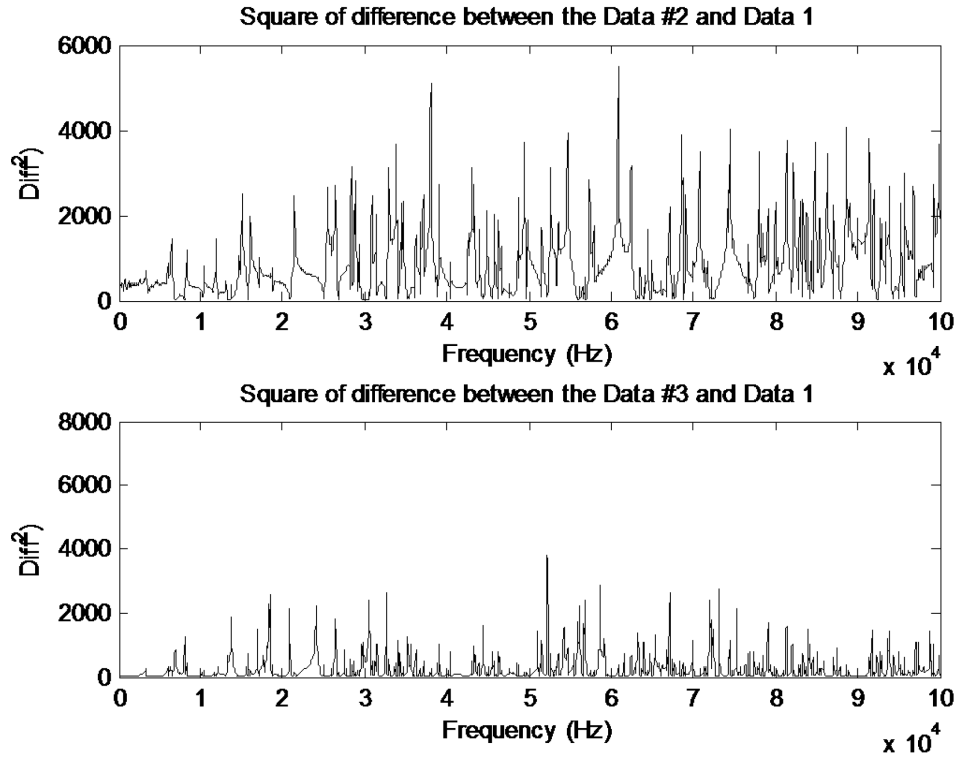 Square of difference between the Data #2 and Data 1
6000
4000
2000
0
Diff²)
0 1 2 3 4 5 6 7 8 9 10
Frequency (Hz)
x 10⁴
Square of difference between the Data #3 and Data 1
8000
6000
4000
2000
0
Diff²)
0 1 2 3 4 5 6 7 8 9 10
Frequency (Hz)
x 10⁴